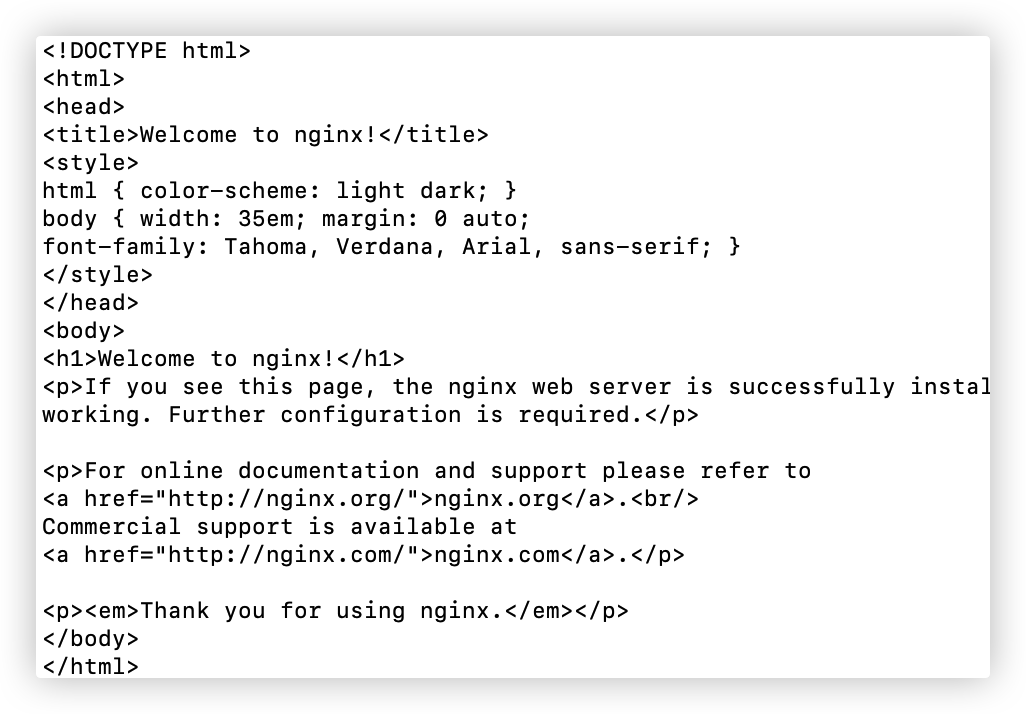 <!DOCTYPE html>
<html>
<head>
<title>Welcome to nginx!</title>
<style>
html { color-scheme: light dark; }
body { width: 35em; margin: 0 auto;
font-family: Tahoma, Verdana, Arial, sans-serif; }
</style>
</head>
<body>
<h1>Welcome to nginx!</h1>
<p>If you see this page, the nginx web server is successfully instal
working. Further configuration is required.</p>

<p>For online documentation and support please refer to
<a href="http://nginx.org/">nginx.org</a>.<br/>
Commercial support is available at
<a href="http://nginx.com/">nginx.com</a>.</p>

<p><em>Thank you for using nginx.</em></p>
</body>
</html>